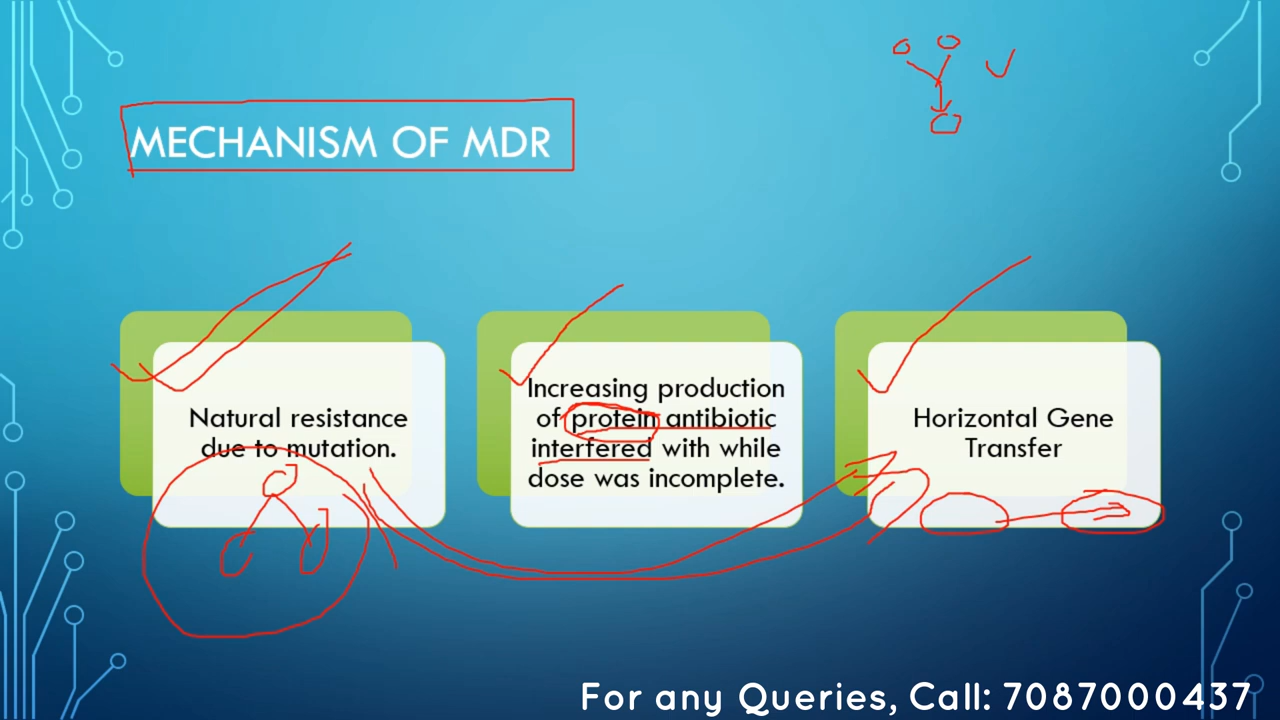 MECHANISM OF MDR
Natural resistance
due to mutation.
Increasing production
of protein antibiotic
interfered with while
dose was incomplete.
Horizontal Gene
Transfer
For any Queries, Call: 7087000437